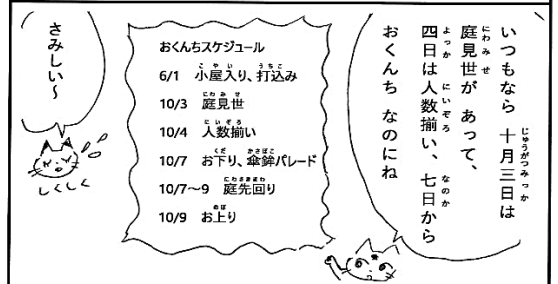 いつもなら 十月三日は
庭見世が あって、
四日は人数揃い、七日から
おくんち なのにね
おくんちスケジュール
6/1 小屋入り、打込み
10/3 庭見世
10/4 人数揃い
10/7 お下り、傘鉾パレード
10/7～9 庭先回り
10/9 お上り
さみしい～
しくしく